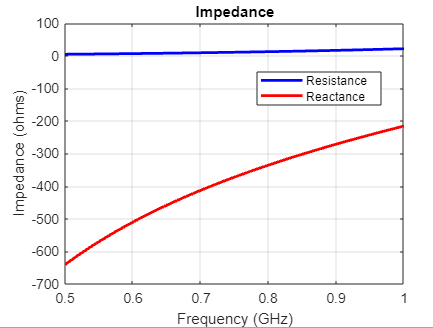 Impedance
100
0
-100
-200
-300
-400
-500
-600
-700
Impedance (ohms)
Resistance
Reactance
0.5 0.6 0.7 0.8 0.9 1
Frequency (GHz)